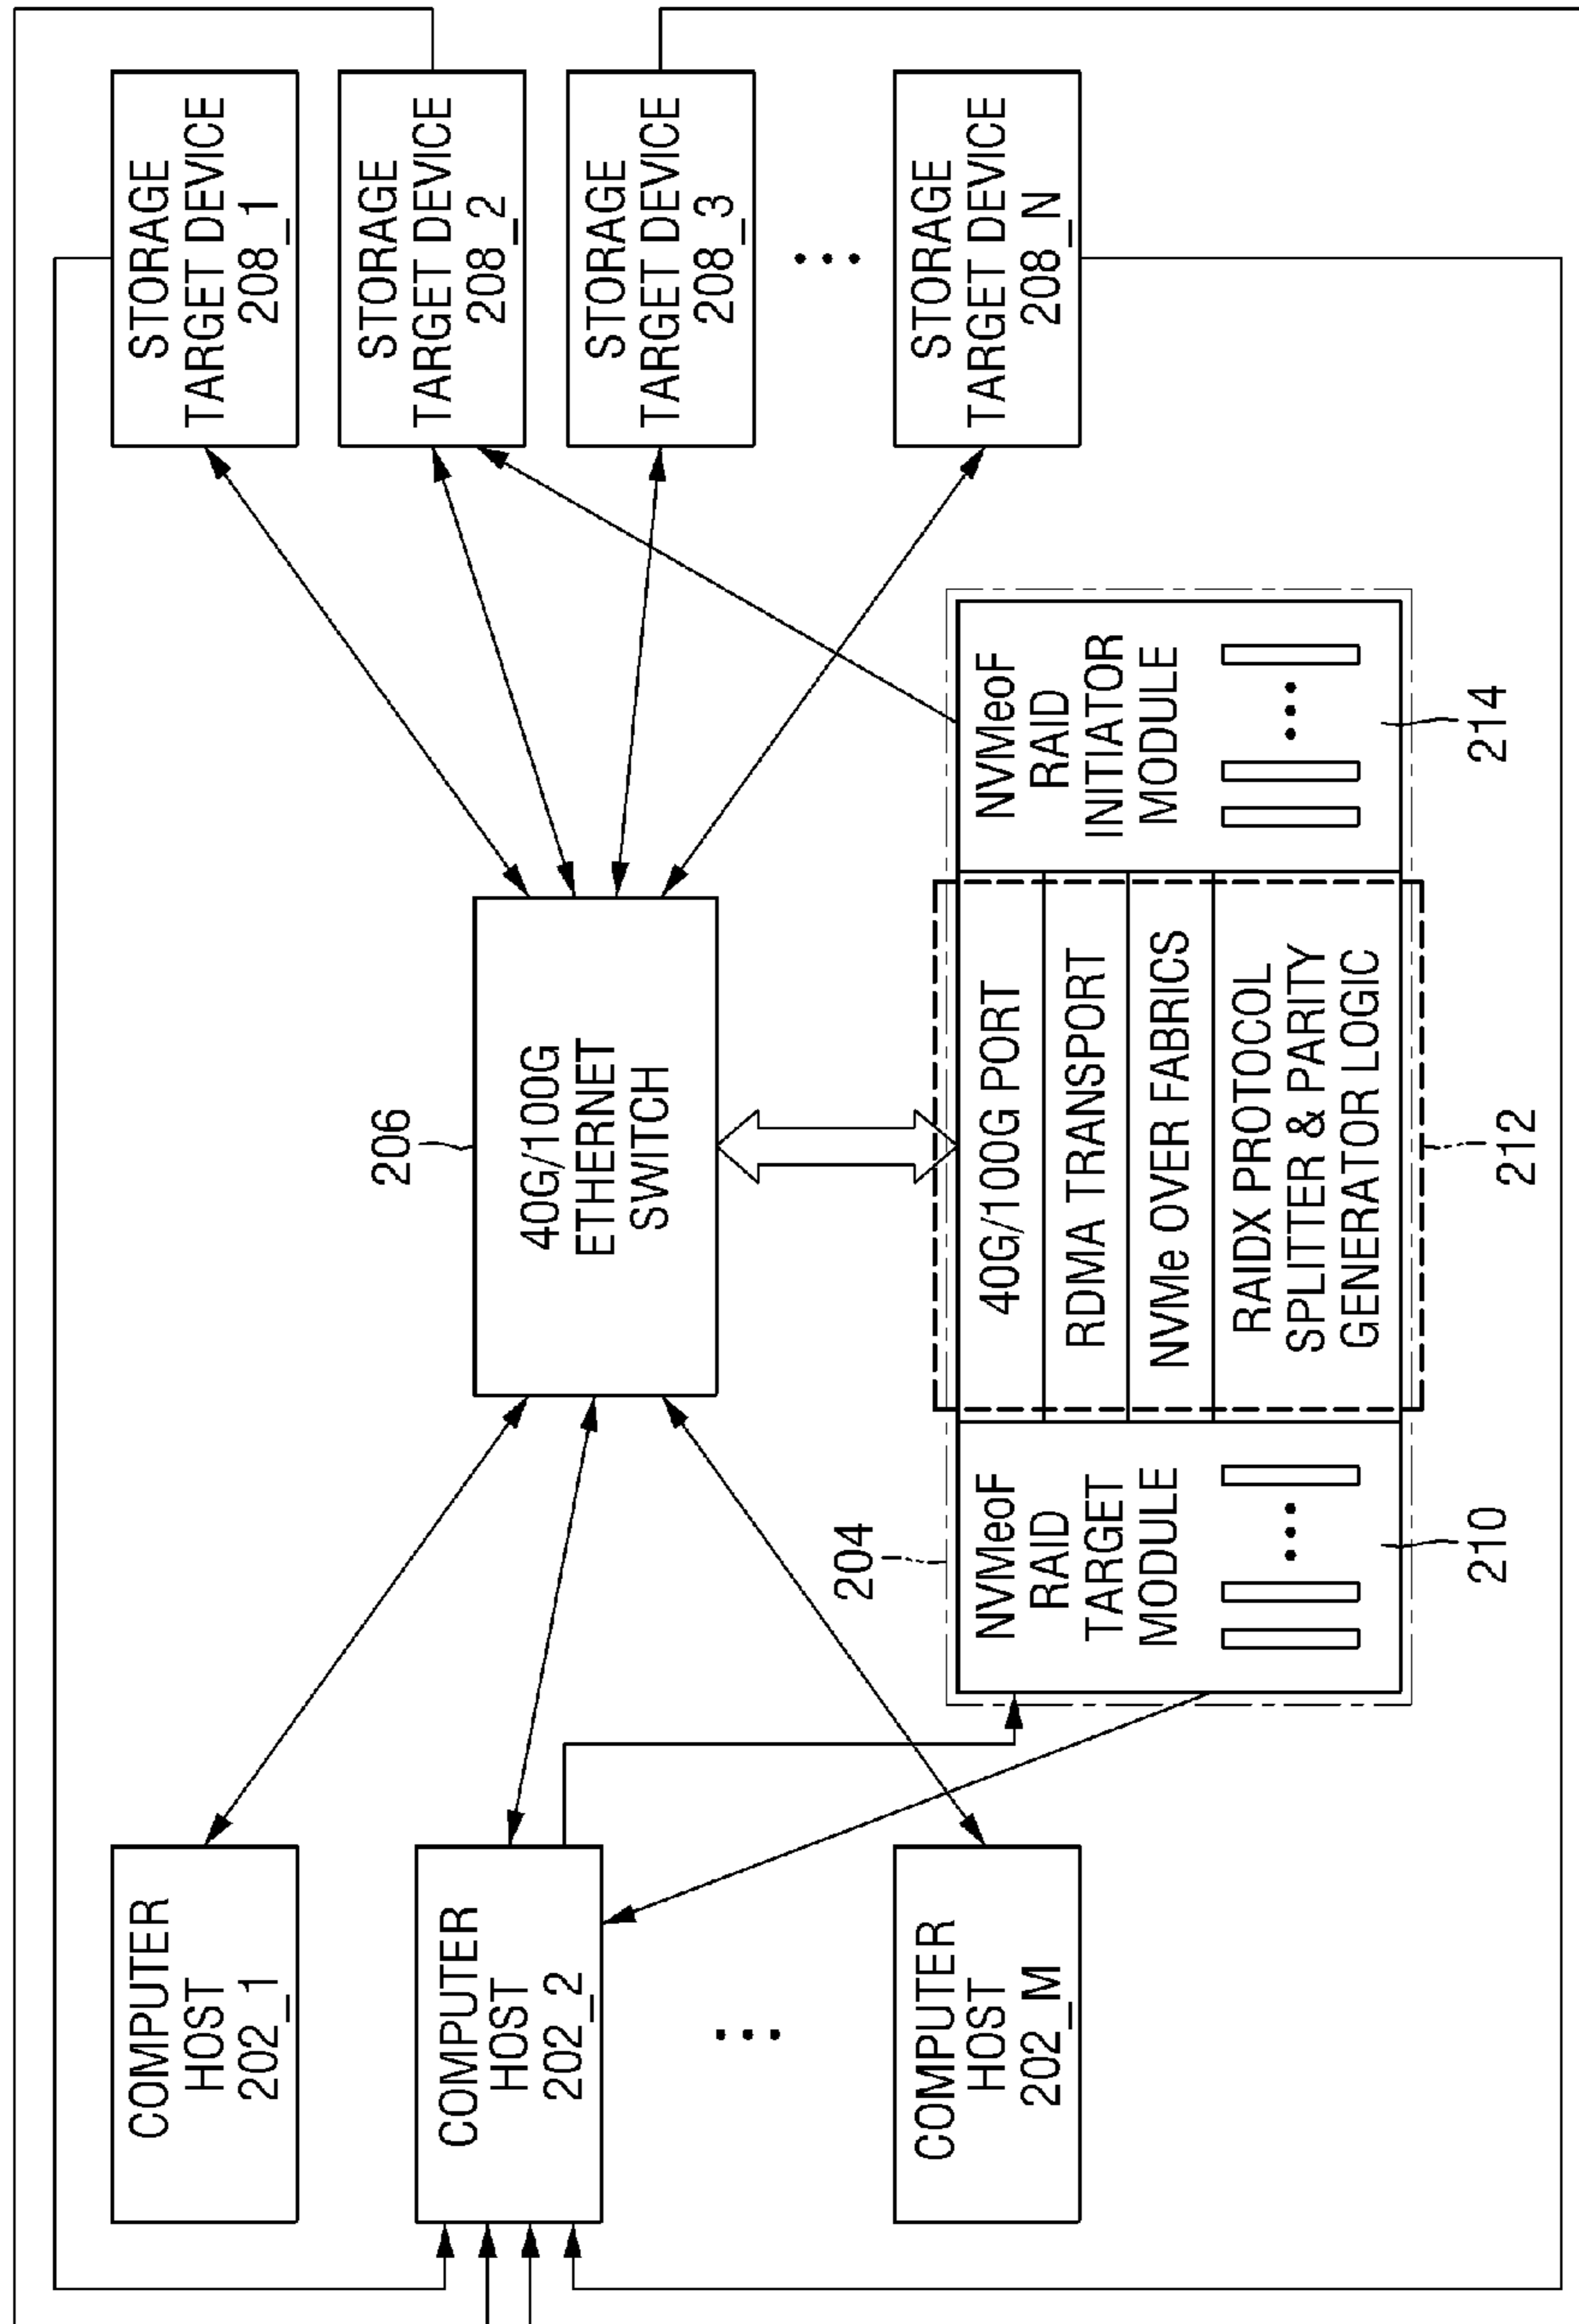 COMPUTER
HOST
202_1
COMPUTER
HOST
202_2
COMPUTER
HOST
202_M
206
40G/100G
ETHERNET
SWITCH
STORAGE
TARGET DEVICE
208_1
STORAGE
TARGET DEVICE
208_2
STORAGE
TARGET DEVICE
208_3
STORAGE
TARGET DEVICE
208_N
204
NVMeoF
RAID
TARGET
MODULE
210
40G/100G PORT
RDMA TRANSPORT
NVMe OVER FABRICS
RAIDX PROTOCOL
SPLITTER & PARITY
GENERATOR LOGIC
212
NVMeoF
RAID
INITIATOR
MODULE
214